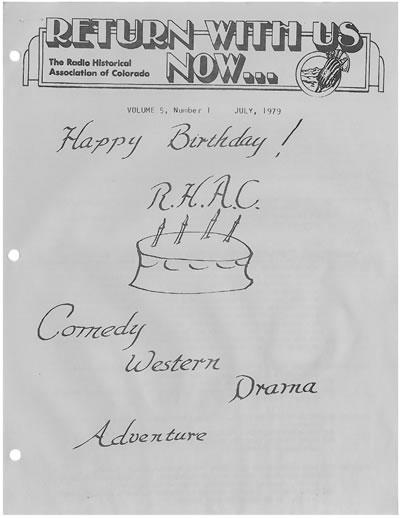 RETURN WITH US
NOW...
The Radio Historical
Association of Colorado
VOLUME 5, Number 1 JULY, 1979
Happy Birthday!
R.H.A.C.
Comedy
Western
Drama
Adventure